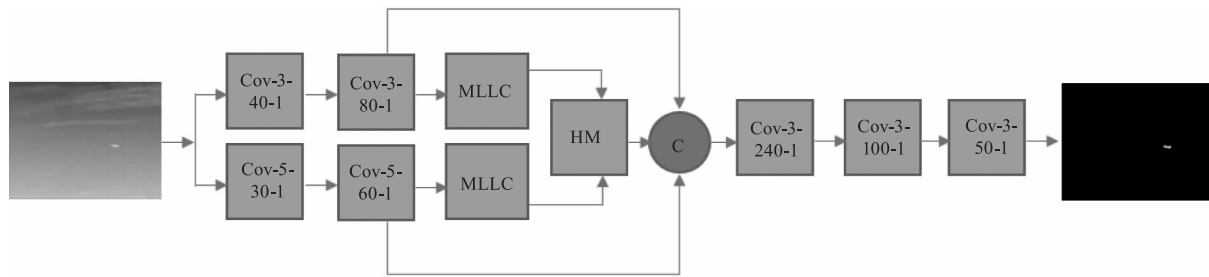 Cov-3-
40-1
Cov-3-
80-1
MLLC
Cov-5-
30-1
Cov-5-
60-1
MLLC
HM
C
Cov-3-
240-1
Cov-3-
100-1
Cov-3-
50-1